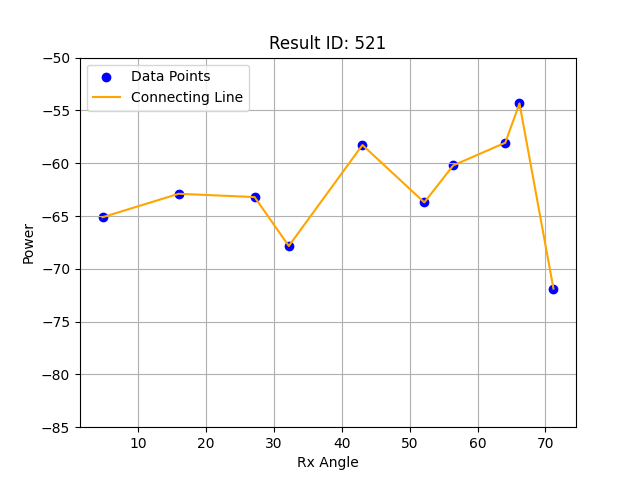 Result ID: 521
Data Points
Connecting Line
Power
−50
−55
−60
−65
−70
−75
−80
−85
10 20 30 40 50 60 70
Rx Angle